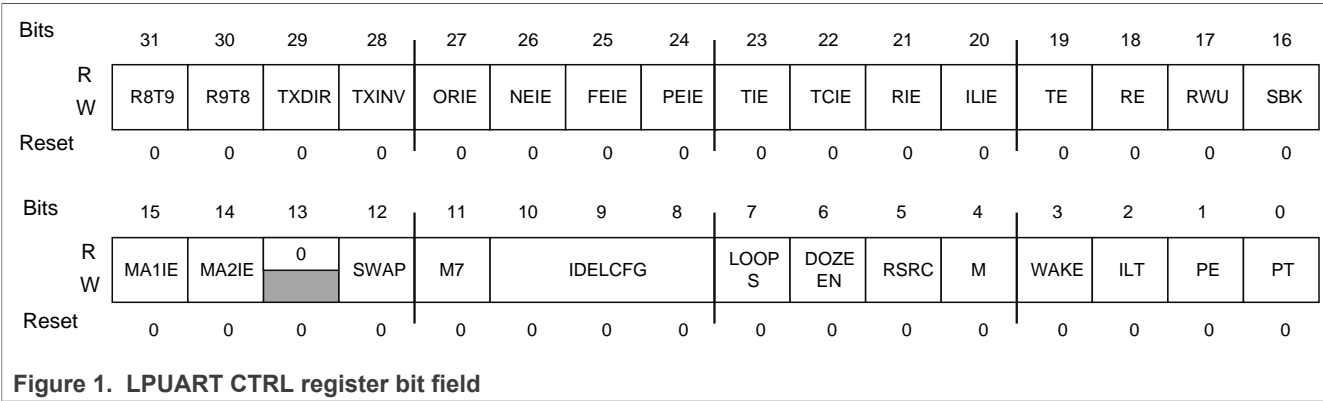 Bits 31 30 29 28 27 26 25 24 23 22 21 20 19 18 17 16
R
W
R8T9 R9T8 TXDIR TXINV ORIE NEIE FEIE PEIE TIE TCIE RIE ILIE TE RE RWU SBK
Reset 0 0 0 0 0 0 0 0 0 0 0 0 0 0 0 0
Bits 15 14 13 12 11 10 9 8 7 6 5 4 3 2 1 0
R
W
MA1IE MA2IE 0 SWAP M7 IDELCFG LOOP
S DOZE
EN RSRC M WAKE ILT PE PT
Reset 0 0 0 0 0 0 0 0 0 0 0 0 0 0 0 0
Figure 1. LPUART CTRL register bit field